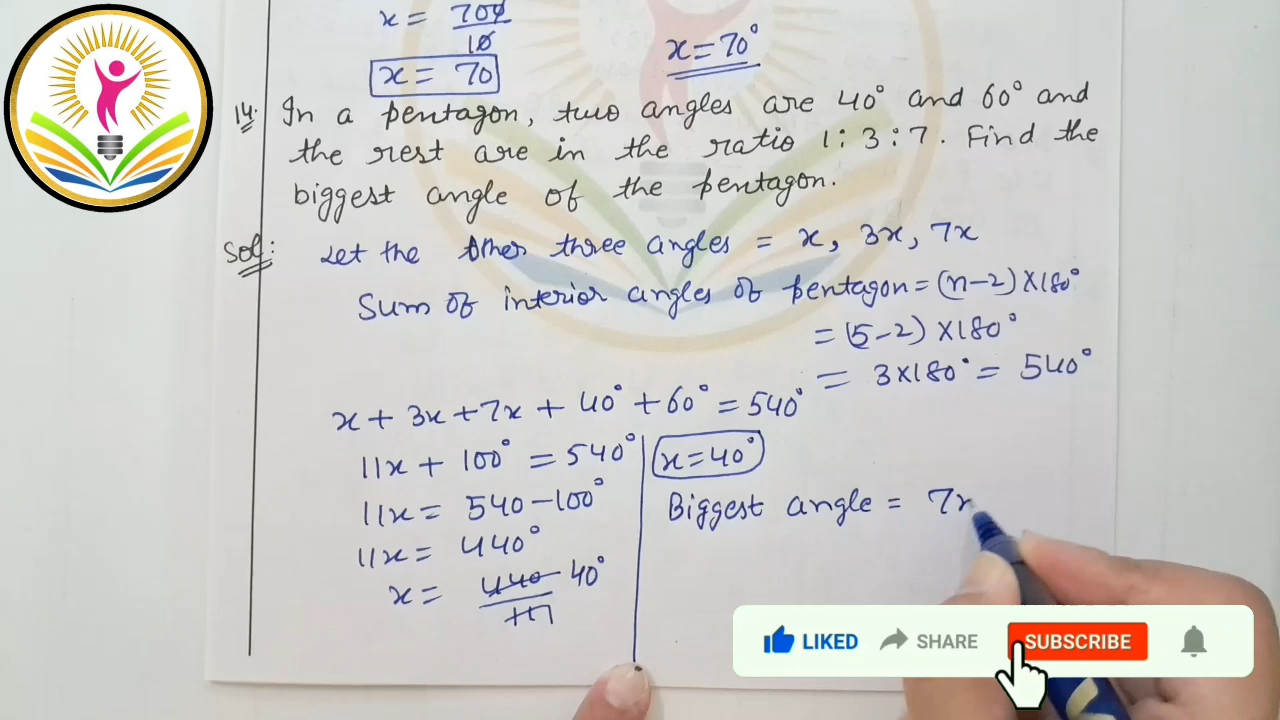 x = 700
10
x = 70
x = 70°
14. In a pentagon, two angles are 40° and 60° and
the rest are in the ratio 1 : 3 : 7. Find the
biggest angle of the pentagon.
Sol: Let the other three angles = x, 3x, 7x
Sum of interior angles of pentagon = (n-2) × 180°
= (5-2) × 180°
= 3 × 180° = 540°
x + 3x + 7x + 40° + 60° = 540°
11x + 100° = 540°
11x = 540 - 100°
11x = 440°
x = 440 40°
11
x = 40°
Biggest angle = 7x
LIKED SHARE SUBSCRIBE